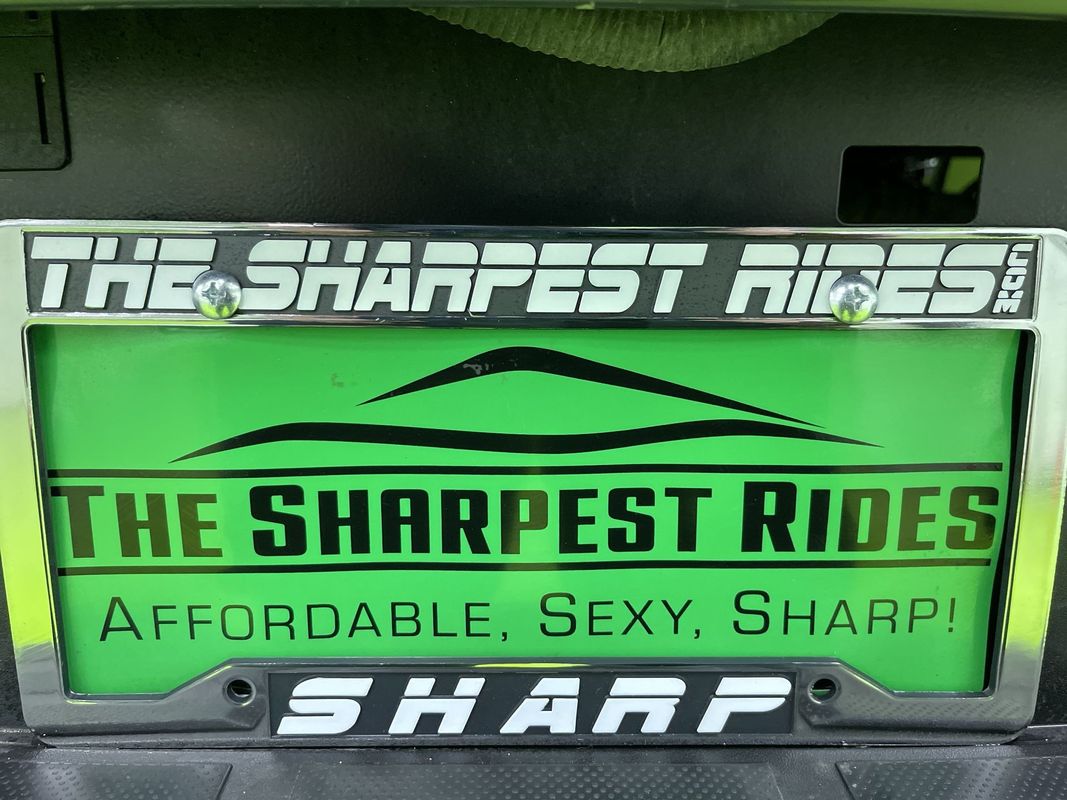 THE SHARPEST RIDES.COM
THE SHARPEST RIDES
AFFORDABLE, SEXY, SHARP!
SHARP